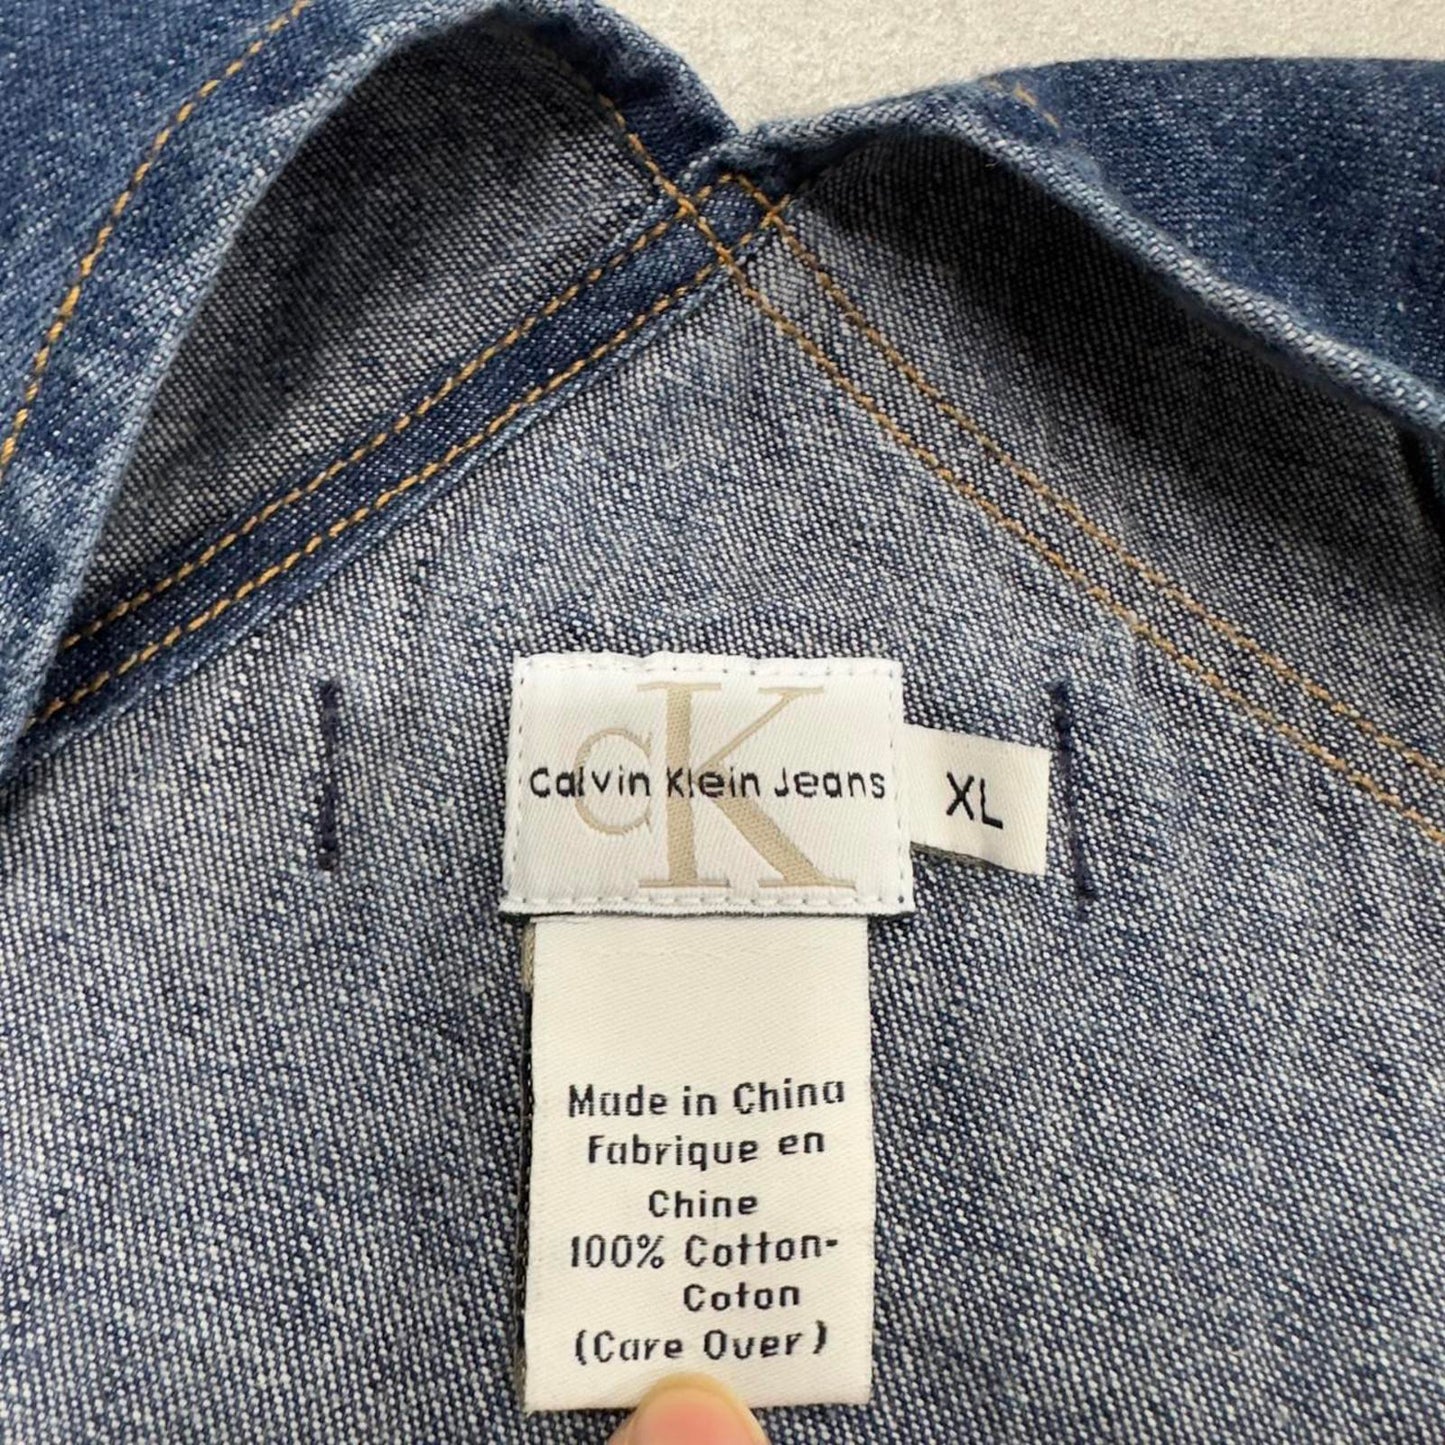 CK
Calvin Klein Jeans
XL
Made in China
Fabrique en
Chine
100% Cotton-
Coton
(Care Over)